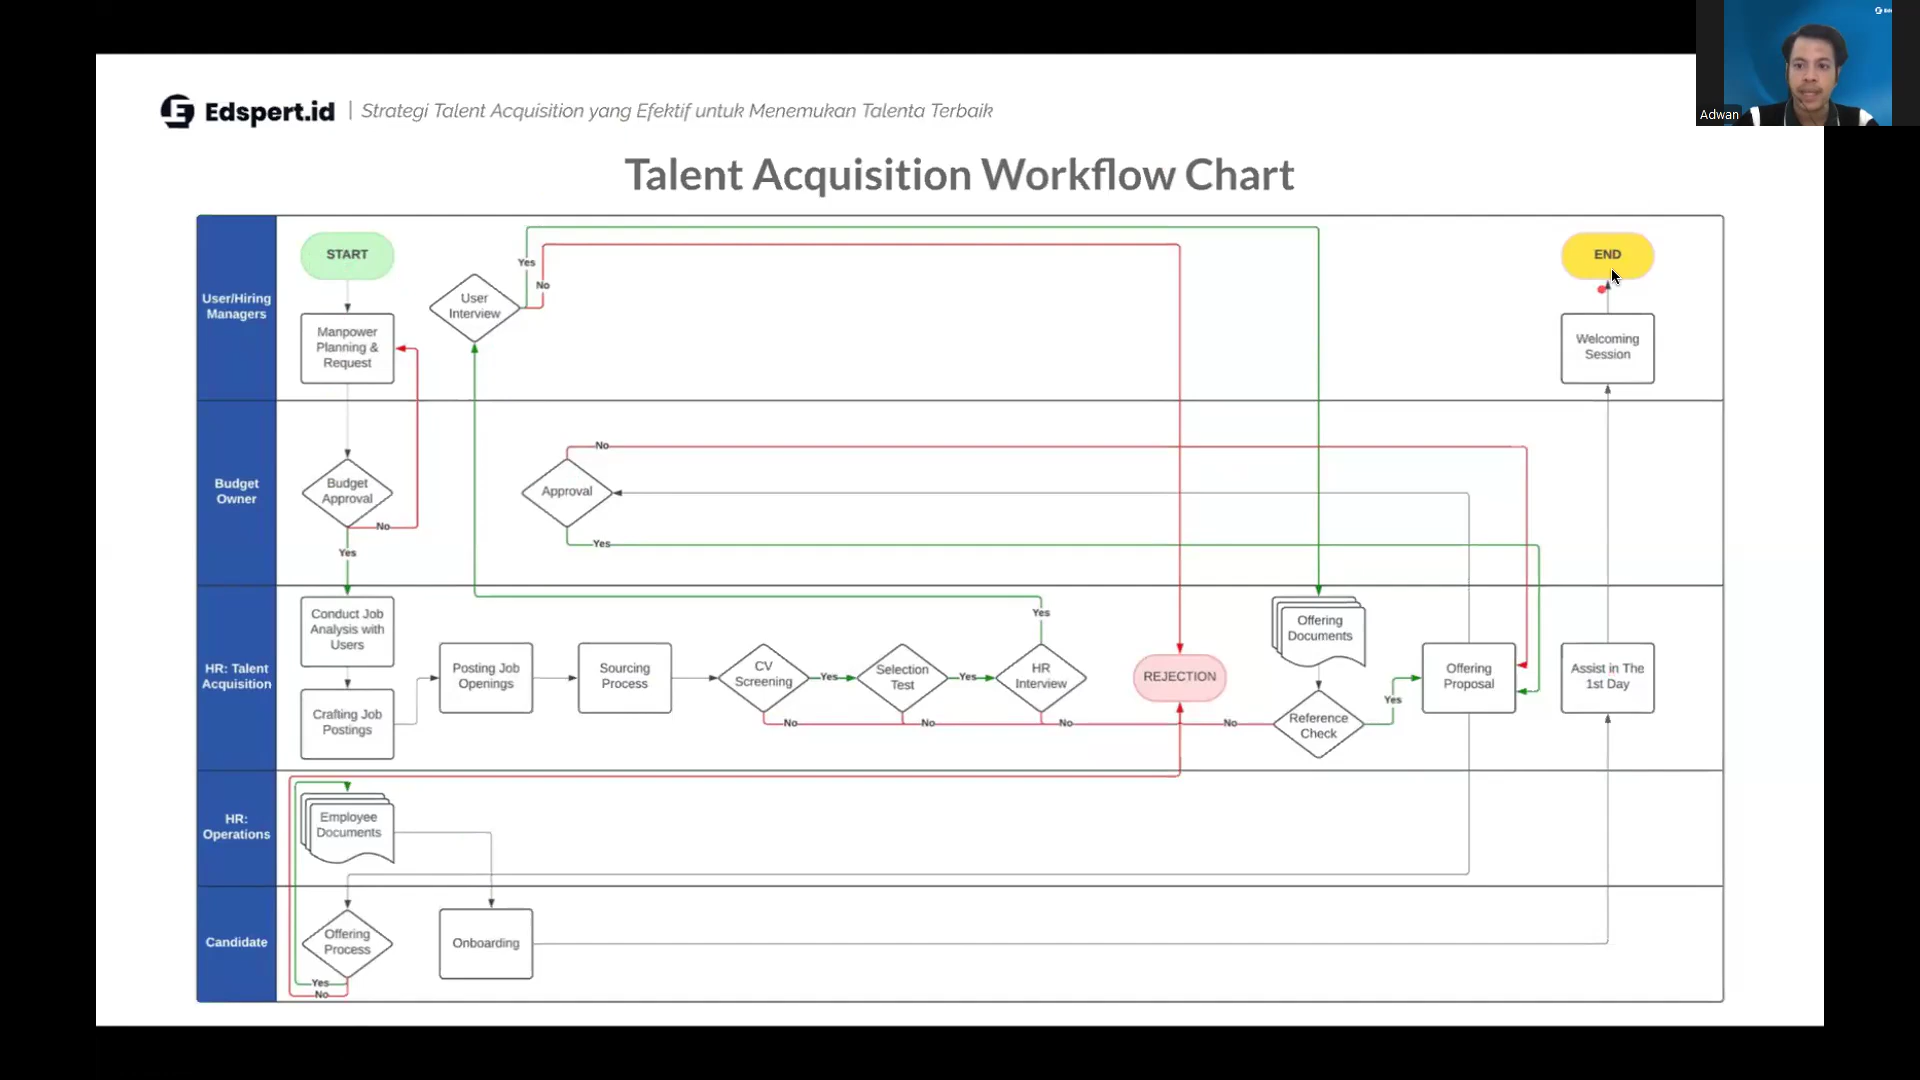 Edspert.id | Strategi Talent Acquisition yang Efektif untuk Menemukan Talenta Terbaik
Adwan
Talent Acquisition Workflow Chart
User/Hiring
Managers
START
Manpower
Planning &
Request
User
Interview
Yes
No
END
Welcoming
Session
Budget
Owner
Budget
Approval
No
Yes
Approval
No
Yes
HR: Talent
Acquisition
Conduct Job
Analysis with
Users
Crafting Job
Postings
Posting Job
Openings
Sourcing
Process
CV
Screening
Yes
No
Selection
Test
Yes
No
HR
Interview
Yes
No
REJECTION
No
Offering
Documents
Reference
Check
Yes
Offering
Proposal
Assist in The
1st Day
HR:
Operations
Employee
Documents
Candidate
Offering
Process
Yes
No
Onboarding